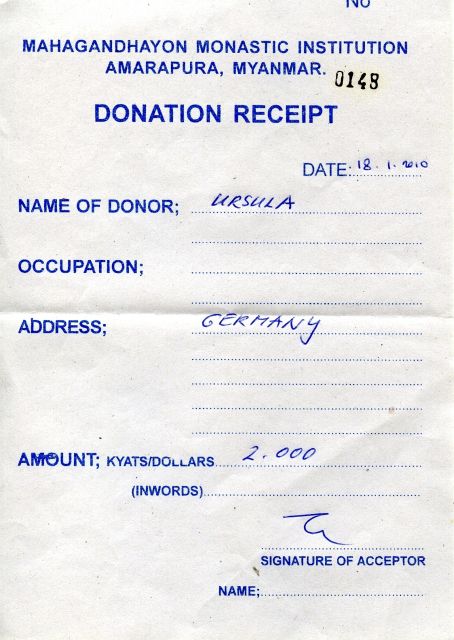 No
MAHAGANDHAYON MONASTIC INSTITUTION
AMARAPURA, MYANMAR.
0148
DONATION RECEIPT
DATE: 18.1.2010
NAME OF DONOR; URSULA
OCCUPATION;
ADDRESS; GERMANY
AMOUNT; KYATS/DOLLARS 2.000
(INWORDS)
SIGNATURE OF ACCEPTOR
NAME;